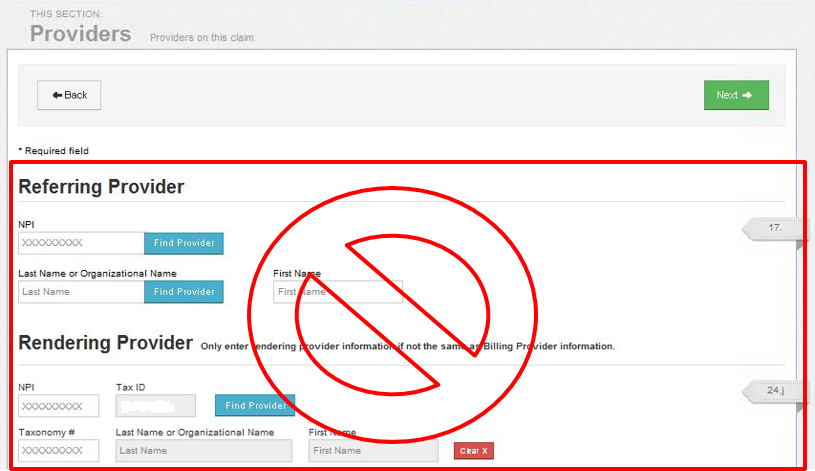 THIS SECTION:
Providers Providers on this claim.
Back Next
* Required field
Referring Provider
17.
NPI
XXXXXXXXX Find Provider
Last Name or Organizational Name First Name
Last Name Find Provider First Name
Rendering Provider Only enter rendering provider information if not the same as Billing Provider information.
24.j
NPI Tax ID
XXXXXXXXX Find Provider
Taxonomy # Last Name or Organizational Name First Name
XXXXXXXXX Last Name First Name Clear X